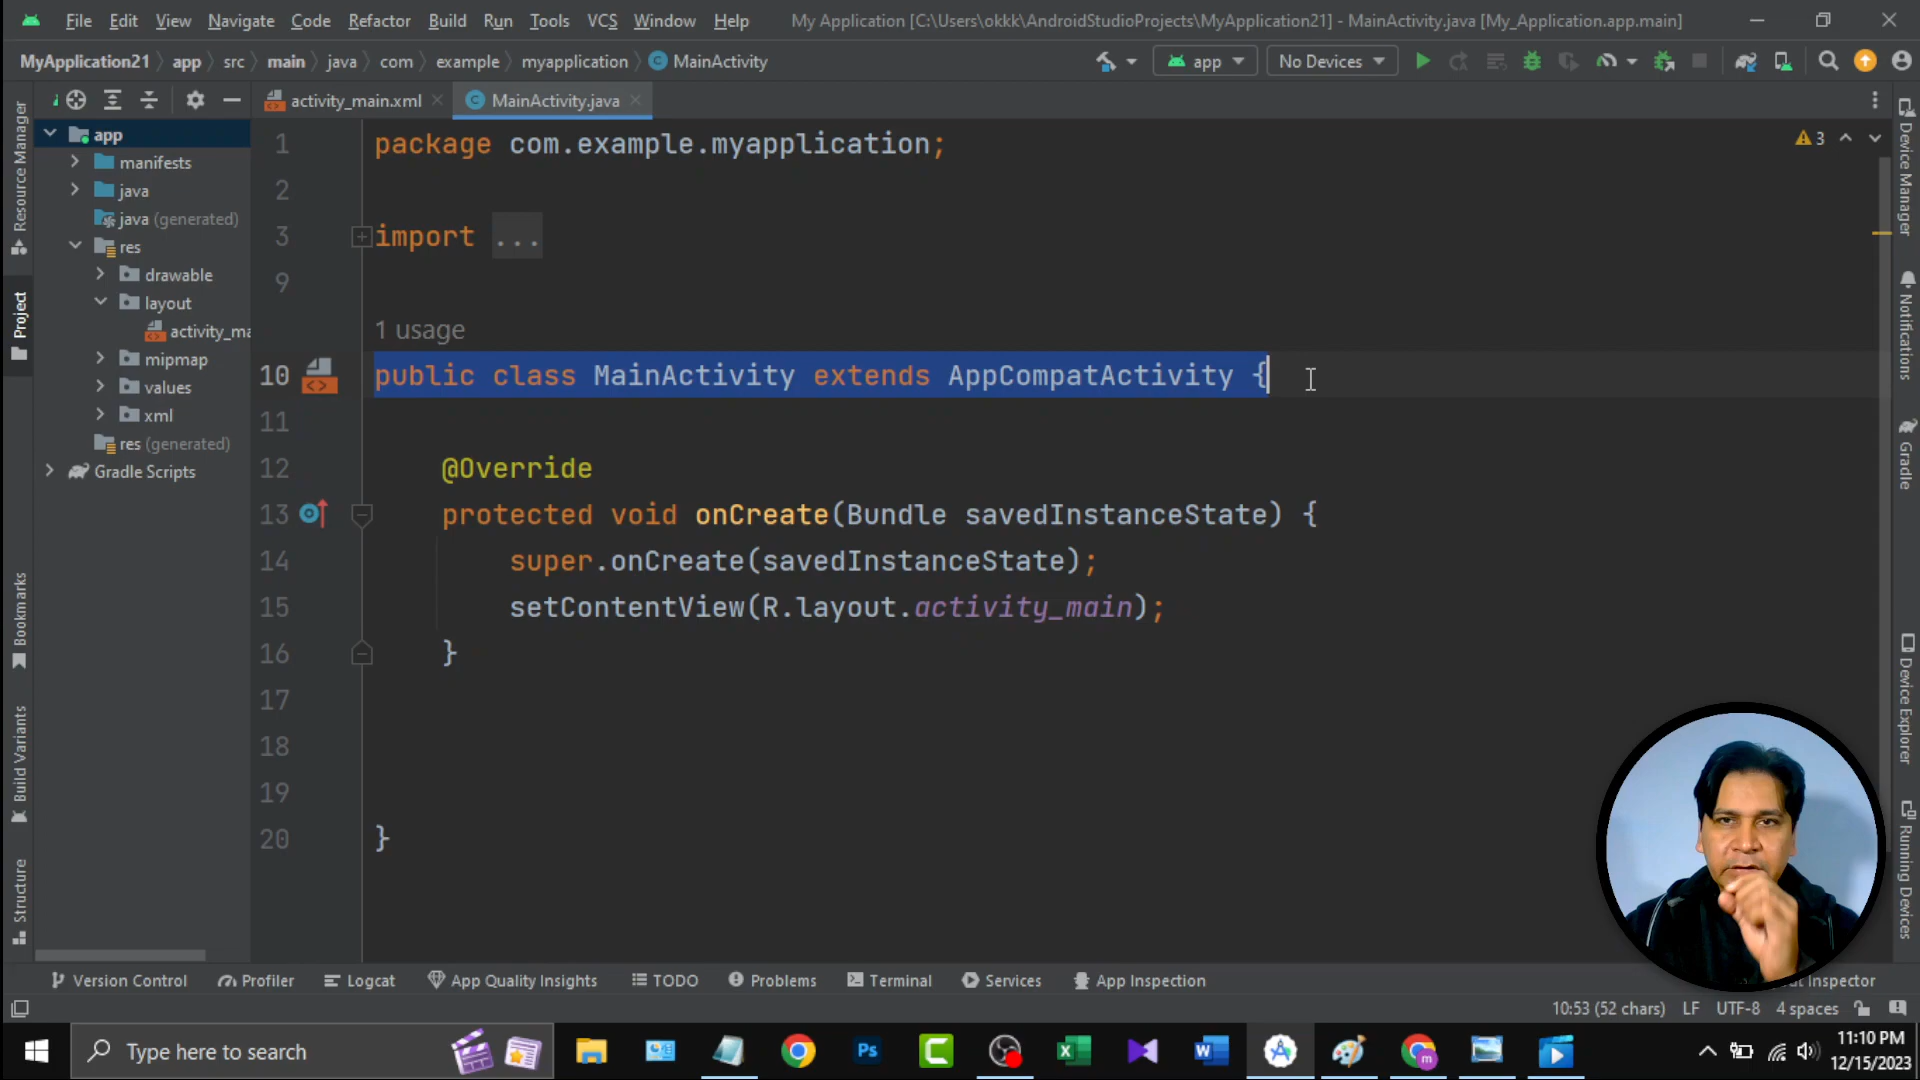 File Edit View Navigate Code Refactor Build Run Tools VCS Window Help My Application [C:\Users\okkk\AndroidStudioProjects\MyApplication21] - MainActivity.java [My_Application.app.main]
MyApplication21 app src main java com example myapplication MainActivity app No Devices
activity_main.xml MainActivity.java
app
manifests
java
java (generated)
res
drawable
layout
activity_ma
mipmap
values
xml
res (generated)
Gradle Scripts
Resource Manager
Project
Bookmarks
Build Variants
Structure
1 package com.example.myapplication;
2
3 import ...
9
1 usage
10 public class MainActivity extends AppCompatActivity {
11
12 @Override
13 protected void onCreate(Bundle savedInstanceState) {
14 super.onCreate(savedInstanceState);
15 setContentView(R.layout.activity_main);
16 }
17
18
19
20 }
3
Device Manager
Notifications
Gradle
Device Explorer
Running Devices
Version Control Profiler Logcat App Quality Insights TODO Problems Terminal Services App Inspection Inspector
10:53 (52 chars) LF UTF-8 4 spaces
Type here to search
Ps
11:10 PM
12/15/2023